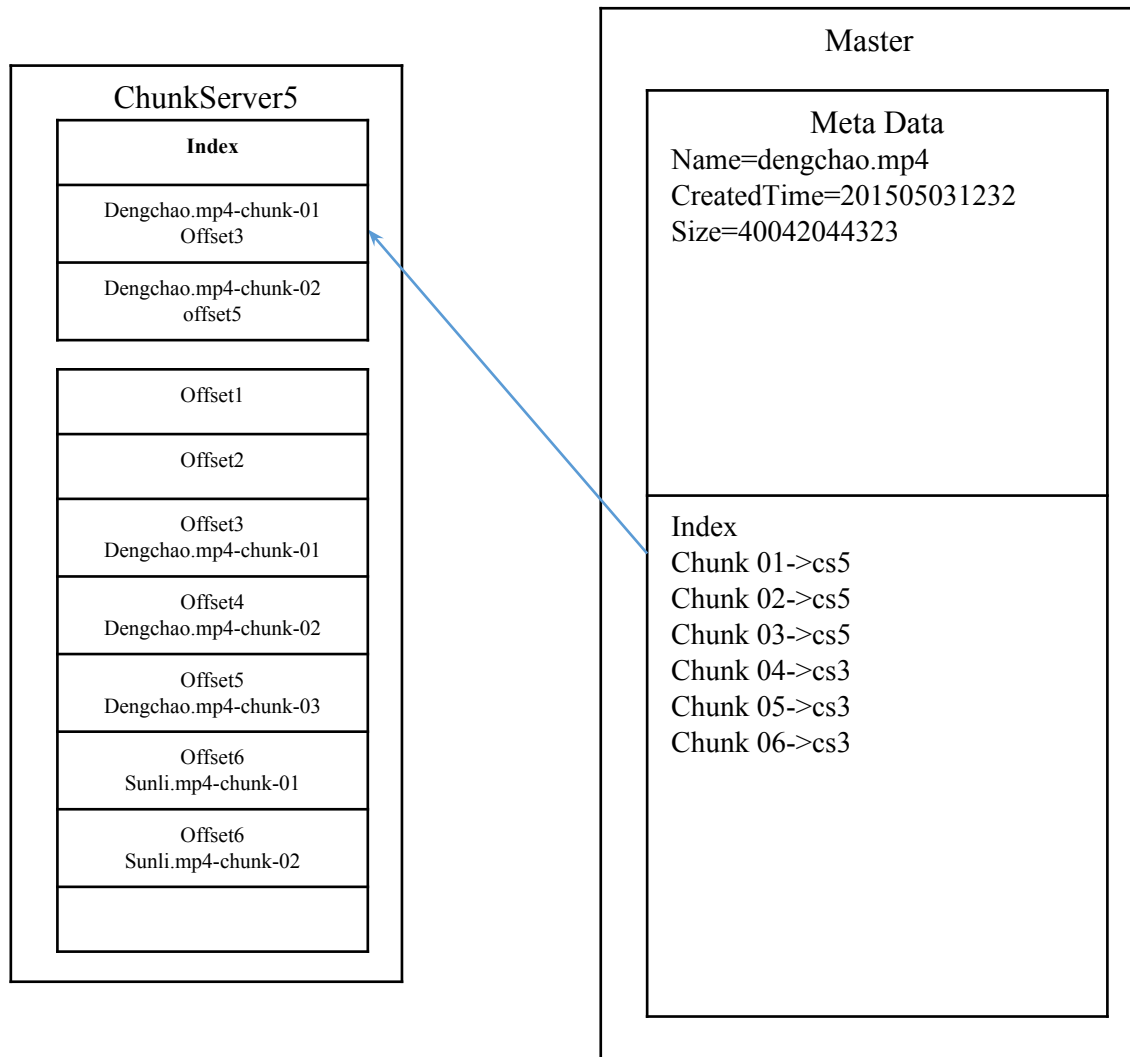 ChunkServer5
Index
Dengchao.mp4-chunk-01
Offset3
Dengchao.mp4-chunk-02
offset5
Offset1
Offset2
Offset3
Dengchao.mp4-chunk-01
Offset4
Dengchao.mp4-chunk-02
Offset5
Dengchao.mp4-chunk-03
Offset6
Sunli.mp4-chunk-01
Offset6
Sunli.mp4-chunk-02
Master
Meta Data
Name=dengchao.mp4
CreatedTime=201505031232
Size=40042044323
Index
Chunk 01->cs5
Chunk 02->cs5
Chunk 03->cs5
Chunk 04->cs3
Chunk 05->cs3
Chunk 06->cs3